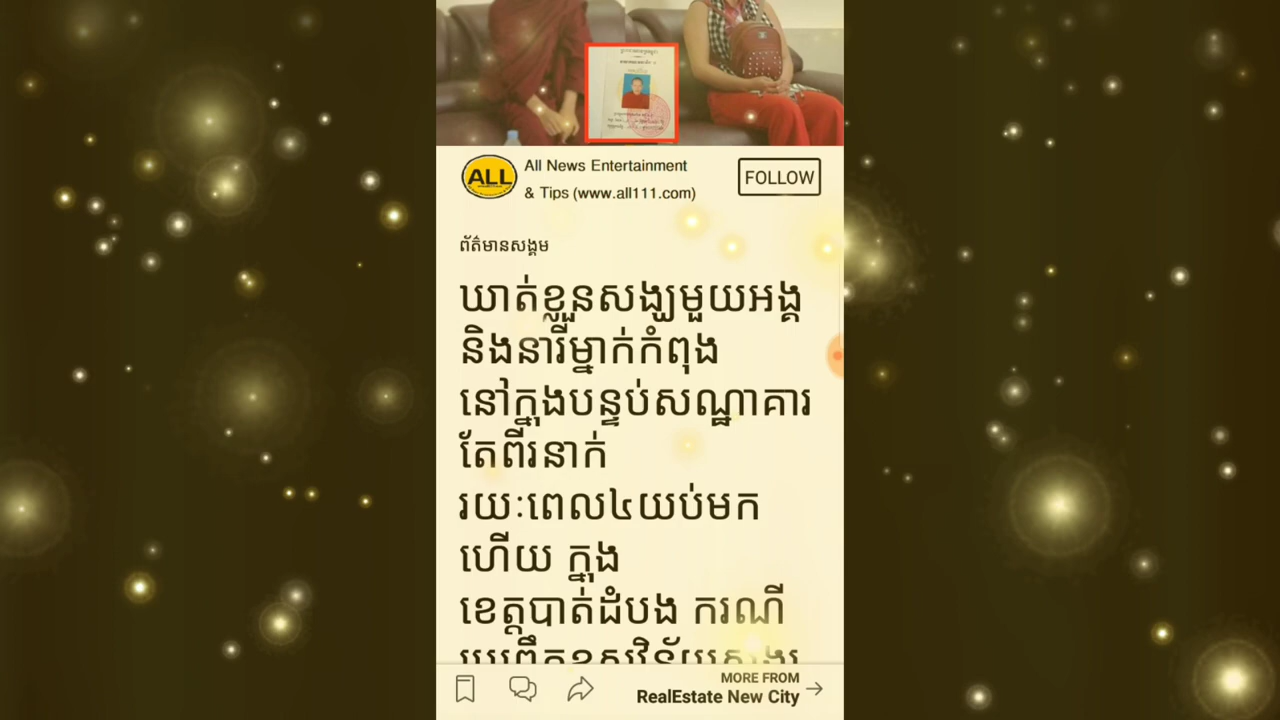 All News Entertainment
& Tips (www.all111.com)
ALL
FOLLOW
ព័ត៌មានសង្គម
ឃាត់ខ្លួនសង្ឃមួយអង្គ
និងនារីម្នាក់កំពុង
នៅក្នុងបន្ទប់សណ្ឋាគារ
តែពីរនាក់
រយៈពេល៤យប់មក
ហើយ ក្នុង
ខេត្តបាត់ដំបង ករណី
MORE FROM
RealEstate New City